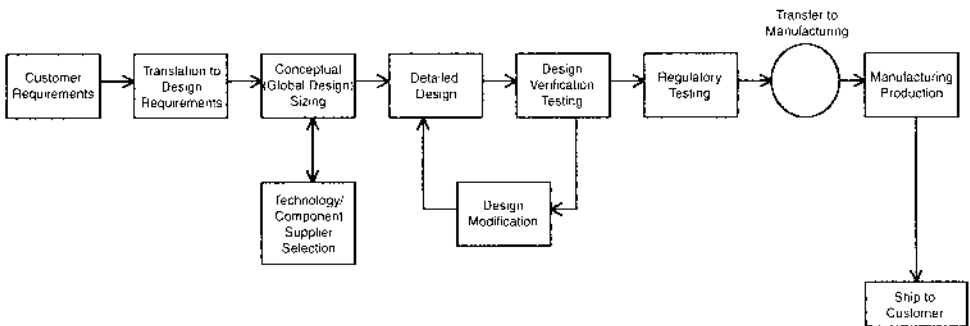 Transfer to
Manufacturing
Customer
Requirements
Translation to
Design
Requirements
Conceptual
(Global Design)
Sizing
Detailed
Design
Design
Verification
Testing
Regulatory
Testing
Manufacturing
Production
Technology/
Component
Supplier
Selection
Design
Modification
Ship to
Customer